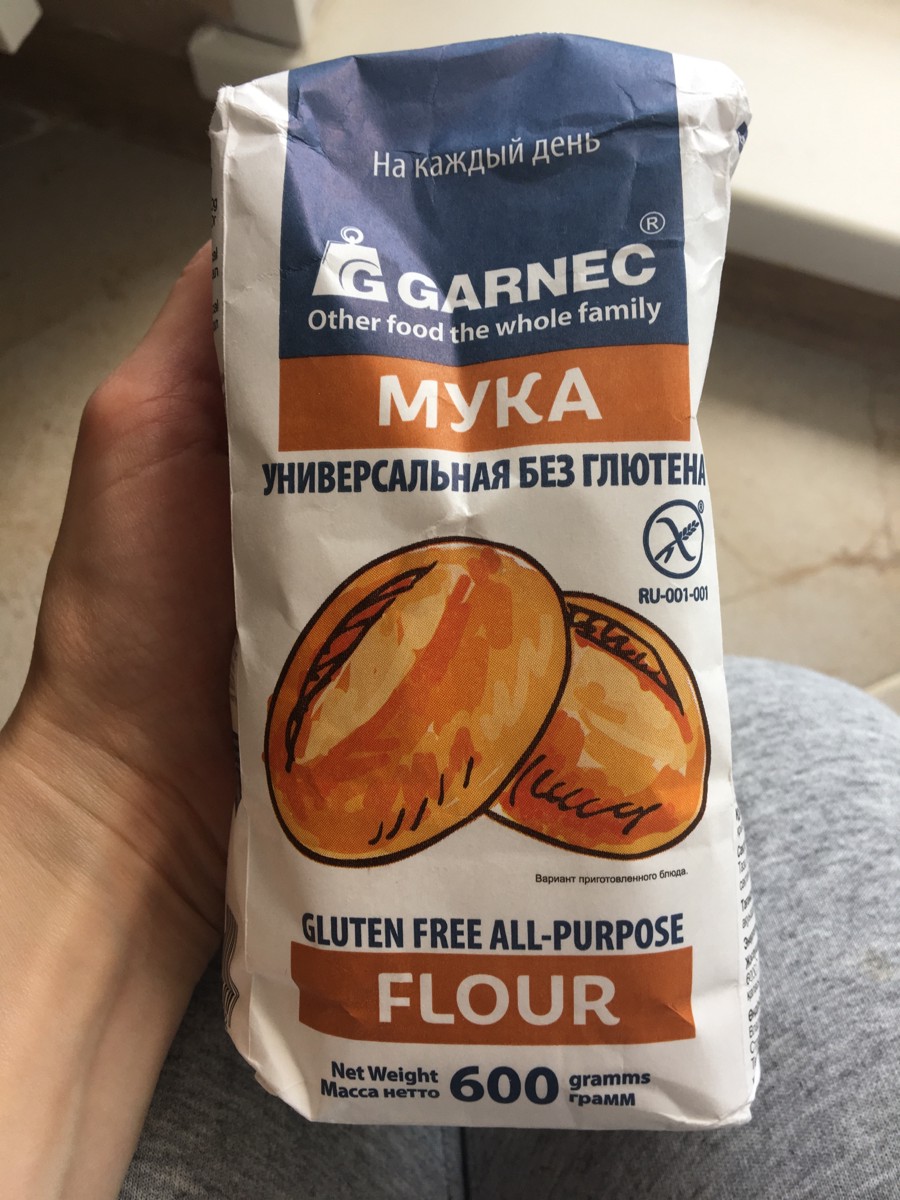 На каждый день
®
G GARNEC
Other food the whole family
МУКА
УНИВЕРСАЛЬНАЯ БЕЗ ГЛЮТЕНА
®
RU-001-001
Вариант приготовленного блюда.
GLUTEN FREE ALL-PURPOSE
FLOUR
Net Weight 600 gramms
Масса нетто грамм